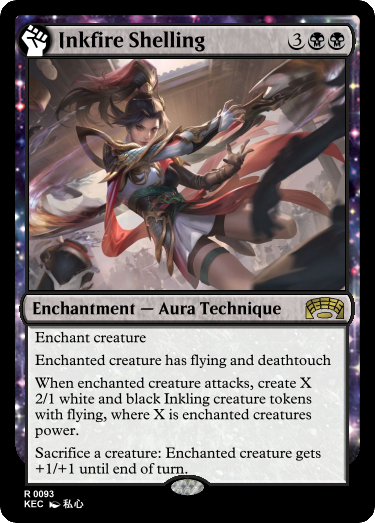 Inkfire Shelling 3
Enchantment — Aura Technique
Enchant creature
Enchanted creature has flying and deathtouch
When enchanted creature attacks, create X
2/1 white and black Inkling creature tokens
with flying, where X is enchanted creatures
power.
Sacrifice a creature: Enchanted creature gets
+1/+1 until end of turn.
R 0093
KEC 私心